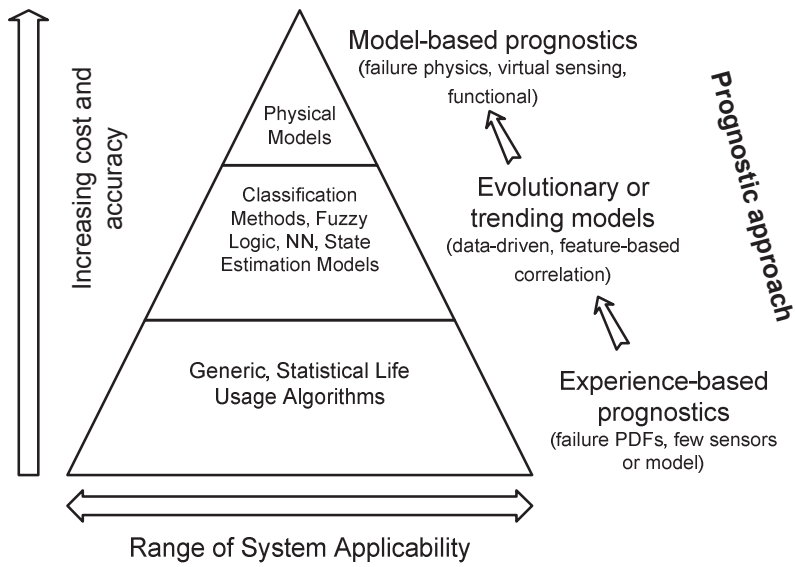 Model-based prognostics
(failure physics, virtual sensing,
functional)
Physical
Models
Increasing cost and
accuracy
Prognostic approach
Classification
Methods, Fuzzy
Logic, NN, State
Estimation Models
Evolutionary or
trending models
(data-driven, feature-based
correlation)
Generic, Statistical Life
Usage Algorithms
Experience-based
prognostics
(failure PDFs, few sensors
or model)
Range of System Applicability